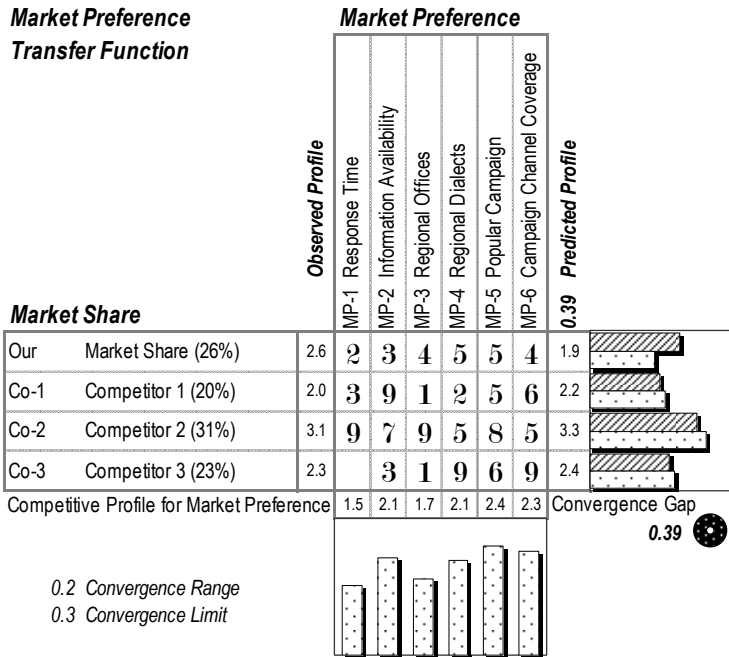 Market Preference
Transfer Function
Market Preference
Observed Profile
MP-1 Response Time
MP-2 Information Availability
MP-3 Regional Offices
MP-4 Regional Dialects
MP-5 Popular Campaign
MP-6 Campaign Channel Coverage
0.39 Predicted Profile
Market Share
Our Market Share (26%) 2.6 2 3 4 5 5 4 1.9
Co-1 Competitor 1 (20%) 2.0 3 9 1 2 5 6 2.2
Co-2 Competitor 2 (31%) 3.1 9 7 9 5 8 5 3.3
Co-3 Competitor 3 (23%) 2.3 3 1 9 6 9 2.4
Competitive Profile for Market Preference 1.5 2.1 1.7 2.1 2.4 2.3 Convergence Gap
0.39
0.2 Convergence Range
0.3 Convergence Limit